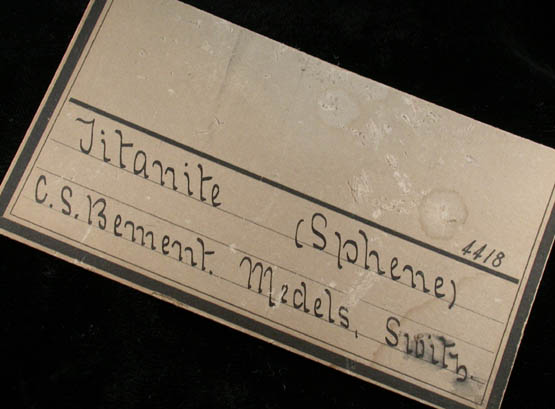 4418
Titanite (Sphene)
C.S. Bement. Medels, Switz.